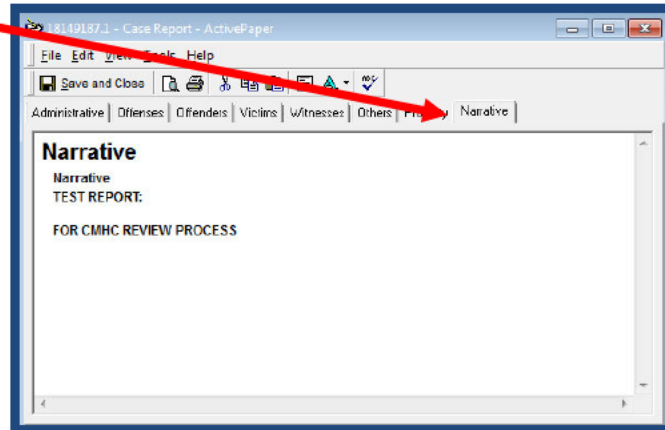 18149187.1 - Case Report - ActivePaper
File Edit View Tools Help
Save and Close
Administrative Offenses Offenders Victims Witnesses Others Narrative
Narrative
Narrative
TEST REPORT:
FOR CMHC REVIEW PROCESS